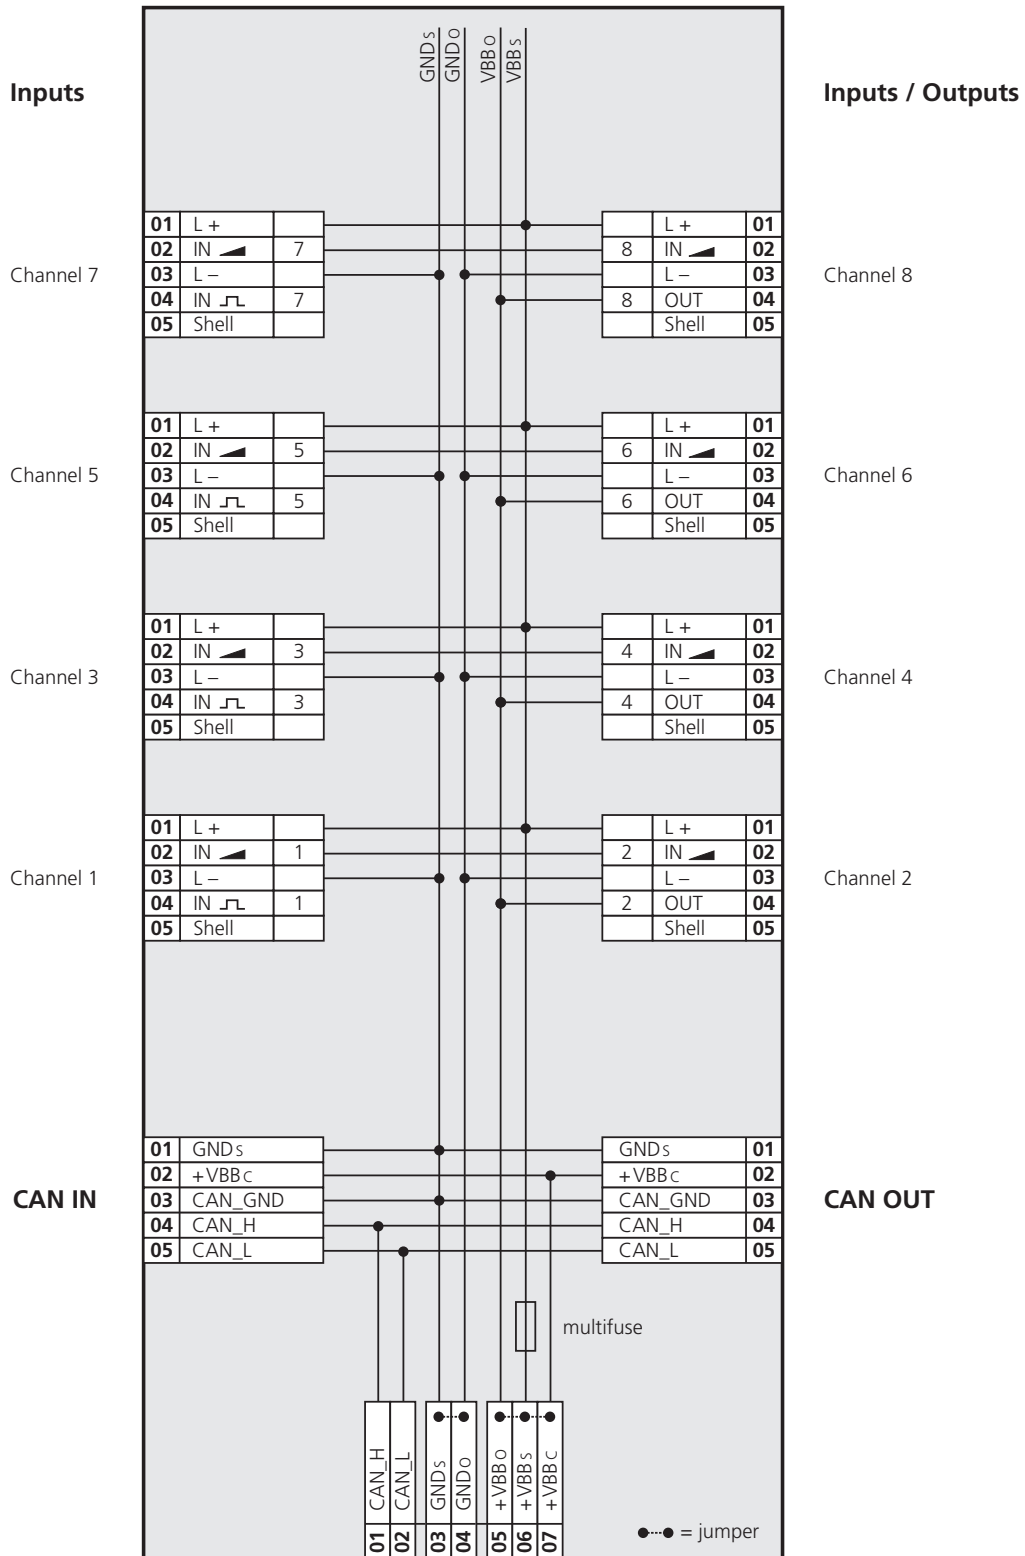 GNDS
GNDO
VBBO
VBBS
Inputs
Inputs / Outputs
01 L +
02 IN 7
03 L –
04 IN 7
05 Shell
Channel 7
L + 01
8 IN 02
L – 03
8 OUT 04
Shell 05
Channel 8
01 L +
02 IN 5
03 L –
04 IN 5
05 Shell
Channel 5
L + 01
6 IN 02
L – 03
6 OUT 04
Shell 05
Channel 6
01 L +
02 IN 3
03 L –
04 IN 3
05 Shell
Channel 3
L + 01
4 IN 02
L – 03
4 OUT 04
Shell 05
Channel 4
01 L +
02 IN 1
03 L –
04 IN 1
05 Shell
Channel 1
L + 01
2 IN 02
L – 03
2 OUT 04
Shell 05
Channel 2
CAN IN
01 GNDS
02 +VBBC
03 CAN_GND
04 CAN_H
05 CAN_L
GNDS 01
+VBBC 02
CAN_GND 03
CAN_H 04
CAN_L 05
CAN OUT
multifuse
01 CAN_H
02 CAN_L
03 GNDS
04 GNDO
05 +VBBO
06 +VBBS
07 +VBBC
= jumper